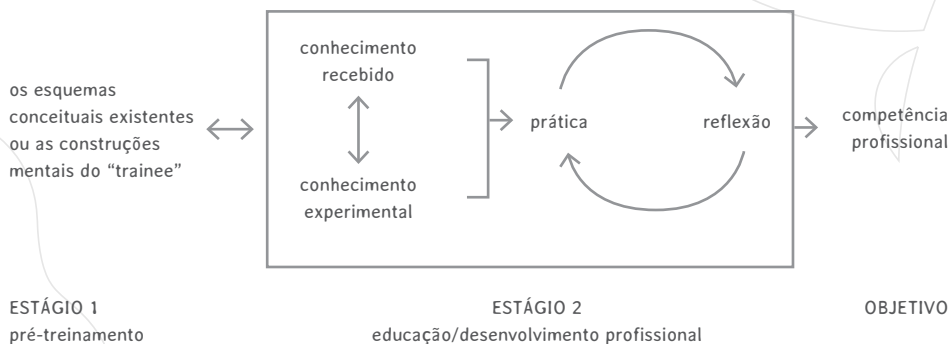 os esquemas
conceituais existentes
ou as construções
mentais do “trainee”
conhecimento
recebido
conhecimento
experimental
prática
reflexão
competência
profissional
ESTÁGIO 1
pré-treinamento
ESTÁGIO 2
educação/desenvolvimento profissional
OBJETIVO